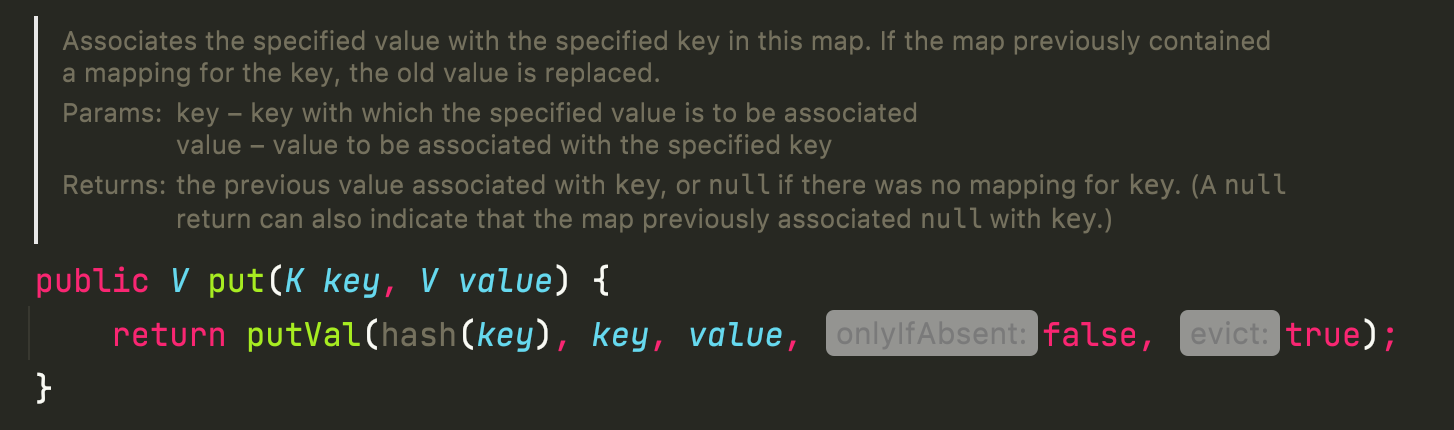 Associates the specified value with the specified key in this map. If the map previously contained
a mapping for the key, the old value is replaced.
Params: key – key with which the specified value is to be associated
value – value to be associated with the specified key
Returns: the previous value associated with key, or null if there was no mapping for key. (A null
return can also indicate that the map previously associated null with key.)
public V put(K key, V value) {
return putVal(hash(key), key, value, onlyIfAbsent: false, evict: true);
}